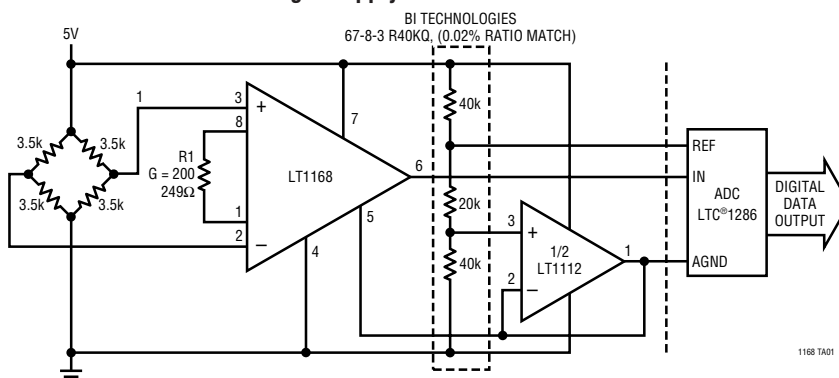 BI TECHNOLOGIES
67-8-3 R40KQ, (0.02% RATIO MATCH)
5V
1
3
+
8
7
40k
3.5k
3.5k
R1
G = 200
249Ω
LT1168
6
REF
IN
ADC
LTC®1286
DIGITAL
DATA
OUTPUT
3.5k
3.5k
20k
1
5
3
+
2
–
4
40k
1/2
LT1112
1
AGND
2
–
1168 TA01